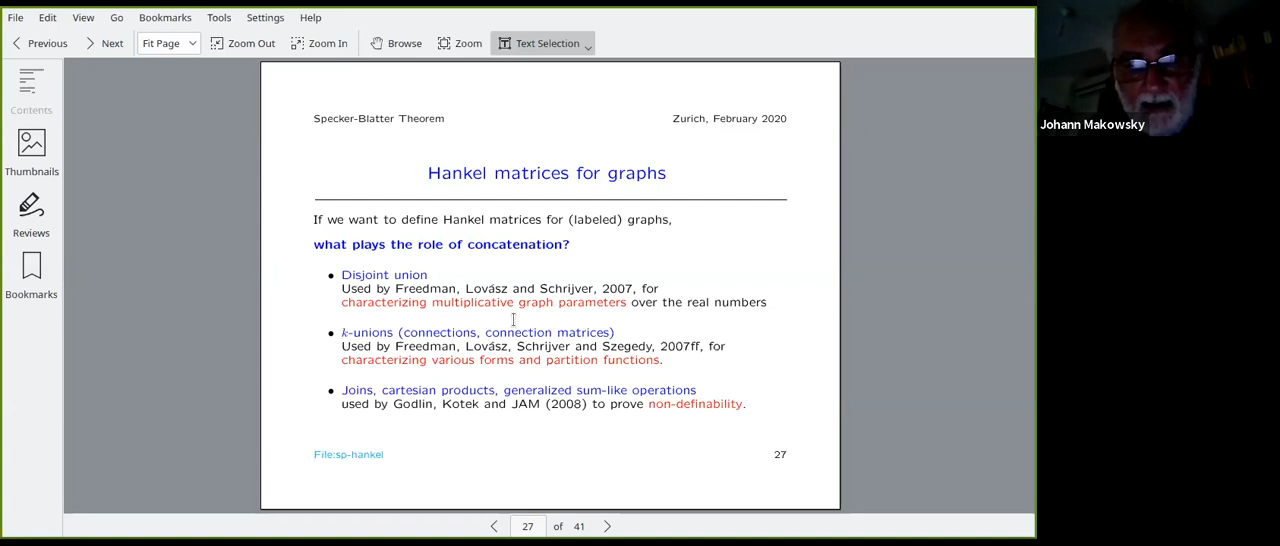 File Edit View Go Bookmarks Tools Settings Help
Previous Next Fit Page Zoom Out Zoom In Browse Zoom Text Selection
Contents
Thumbnails
Reviews
Bookmarks
Specker-Blatter Theorem Zurich, February 2020
Hankel matrices for graphs
If we want to define Hankel matrices for (labeled) graphs,
what plays the role of concatenation?
• Disjoint union
Used by Freedman, Lovász and Schrijver, 2007, for
characterizing multiplicative graph parameters over the real numbers
• k-unions (connections, connection matrices)
Used by Freedman, Lovász, Schrijver and Szegedy, 2007ff, for
characterizing various forms and partition functions.
• Joins, cartesian products, generalized sum-like operations
used by Godlin, Kotek and JAM (2008) to prove non-definability.
File:sp-hankel 27
27 of 41
Johann Makowsky